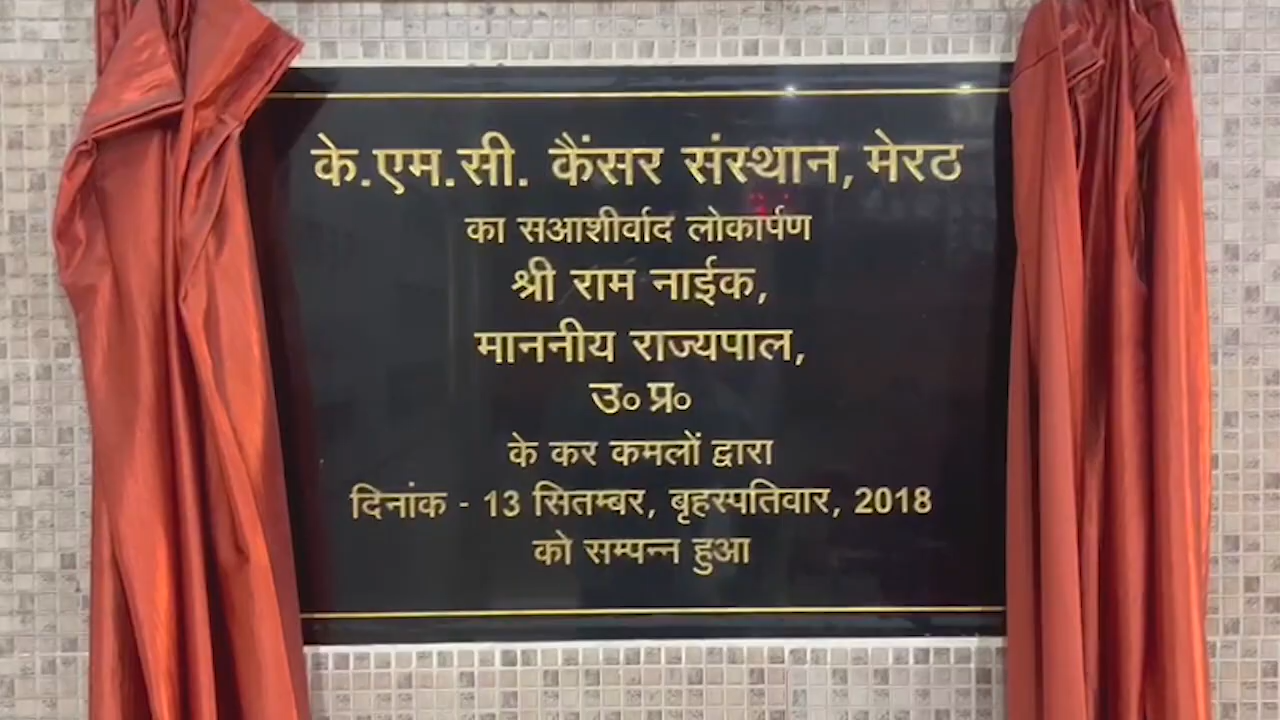 के.एम.सी. कैंसर संस्थान, मेरठ
का सआशीर्वाद लोकार्पण
श्री राम नाईक,
माननीय राज्यपाल,
उ० प्र०
के कर कमलों द्वारा
दिनांक - 13 सितम्बर, बृहस्पतिवार, 2018
को सम्पन्न हुआ